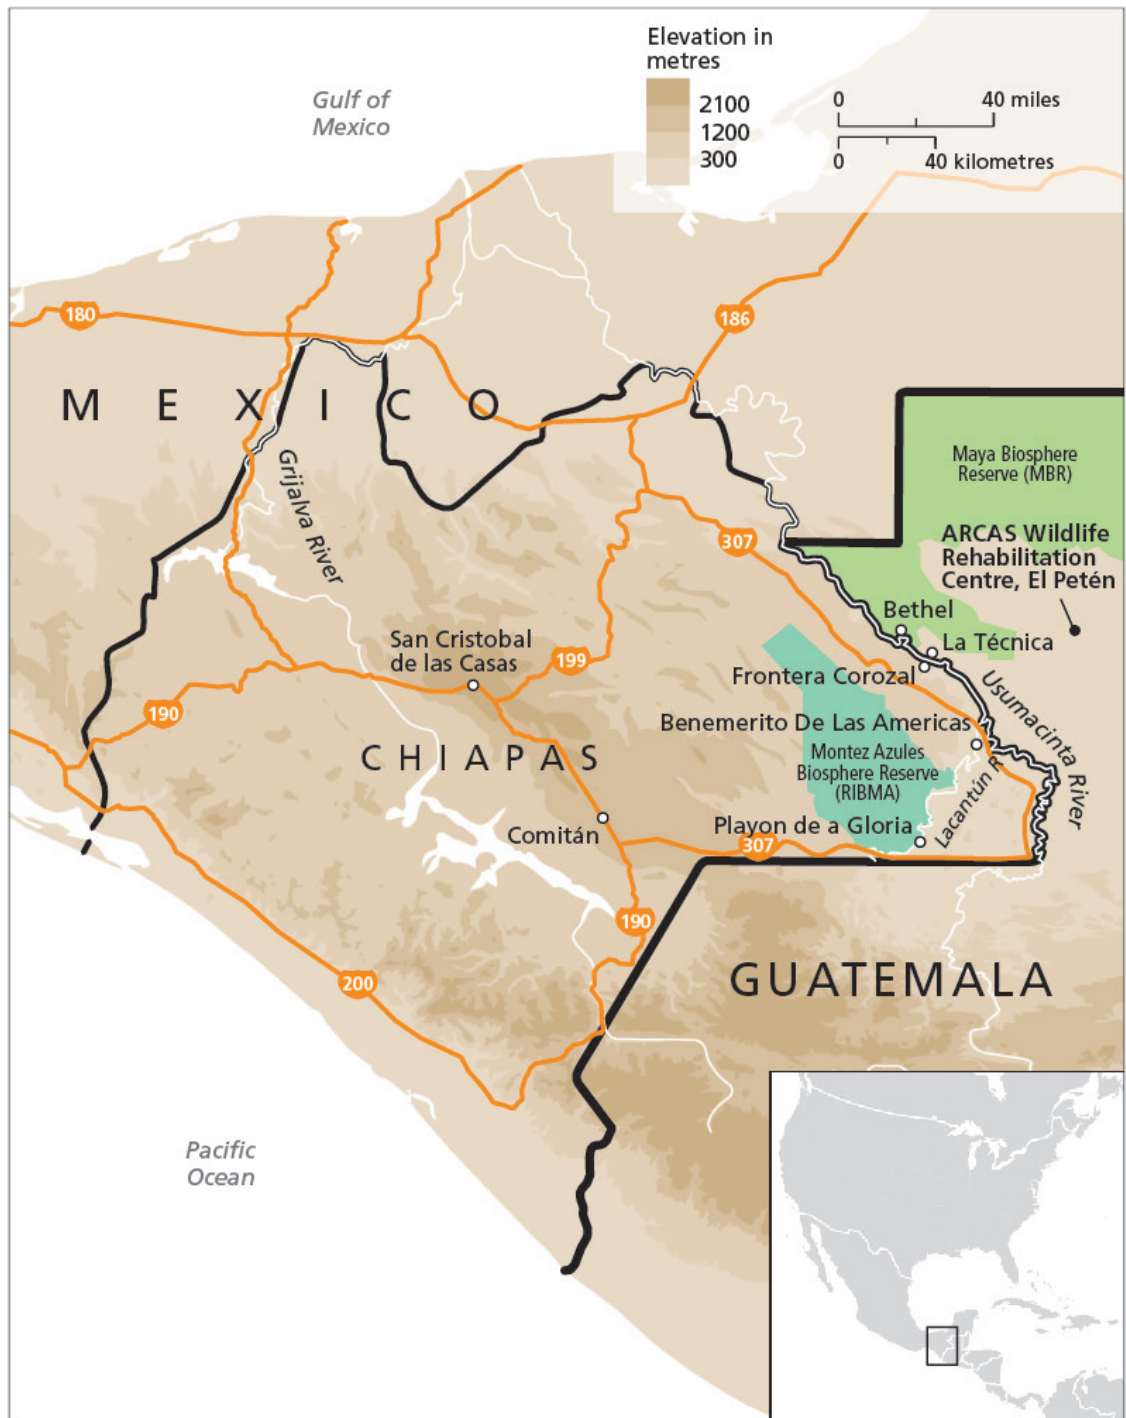 Elevation in
metres
2100
1200
300
0 40 miles
0 40 kilometres
Gulf of
Mexico
180
186
MEXICO
Grijalva River
Maya Biosphere
Reserve (MBR)
ARCAS Wildlife
Rehabilitation
Centre, El Petén
307
Bethel
La Técnica
San Cristobal
de las Casas
199
Frontera Corozal
Usumacinta River
190
Benemerito De Las Americas
CHIAPAS
Montez Azules
Biosphere Reserve
(RIBMA)
Lacantún R
Comitán
Playon de a Gloria
307
190
200
GUATEMALA
Pacific
Ocean